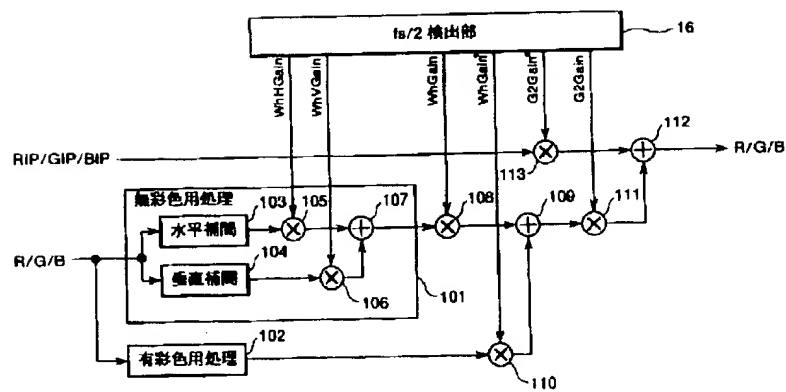 fs/2 検出部
16
WhHGain
WhVGain
WhGain
WhGain*
G2Gain*
G2Gain
RIP/GIP/BIP
113
112
R/G/B
無彩色用処理
103
105
107
108
109
111
水平補間
R/G/B
104
垂直補間
106
101
102
有彩色用処理
110